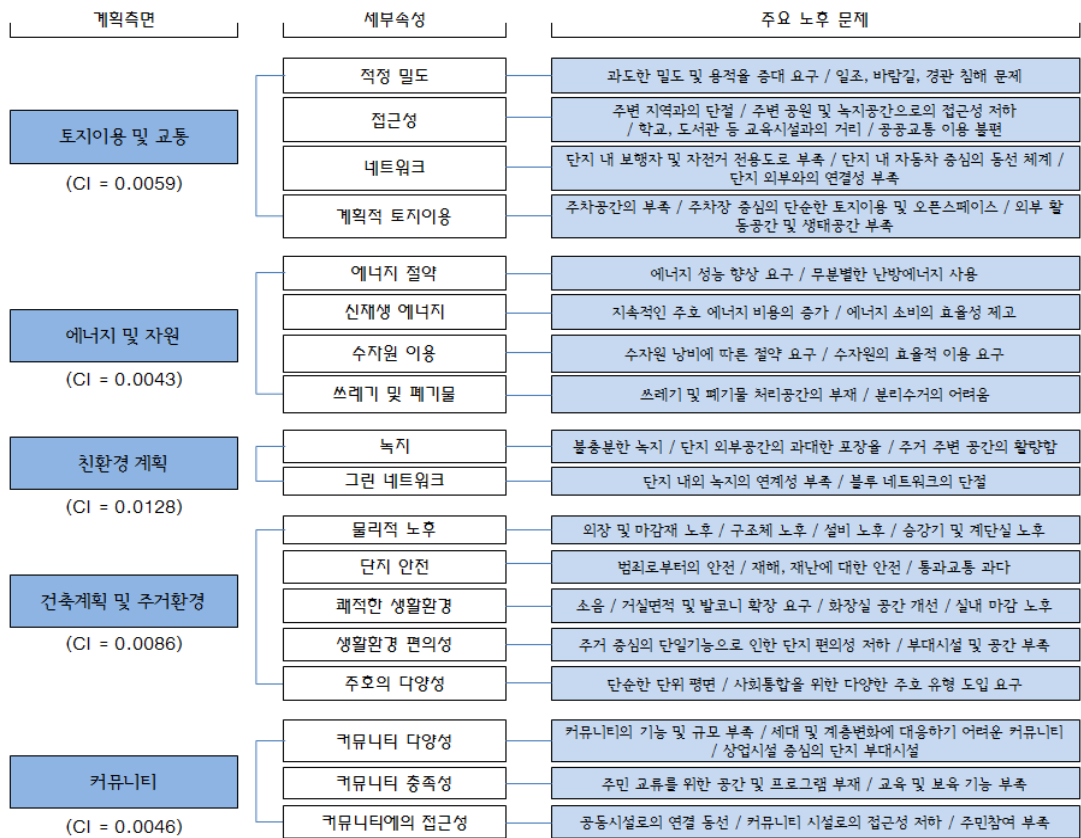 계획측면
세부속성
주요 노후 문제
토지이용 및 교통
(CI = 0.0059)
적정 밀도
과도한 밀도 및 용적율 증대 요구 / 일조, 바람길, 경관 침해 문제
접근성
주변 지역과의 단절 / 주변 공원 및 녹지공간으로의 접근성 저하
/ 학교, 도서관 등 교육시설과의 거리 / 공공교통 이용 불편
네트워크
단지 내 보행자 및 자전거 전용도로 부족 / 단지 내 자동차 중심의 동선 체계 /
단지 외부와의 연결성 부족
계획적 토지이용
주차공간의 부족 / 주차장 중심의 단순한 토지이용 및 오픈스페이스 / 외부 활
동공간 및 생태공간 부족
에너지 및 자원
(CI = 0.0043)
에너지 절약
에너지 성능 향상 요구 / 무분별한 난방에너지 사용
신재생 에너지
지속적인 주호 에너지 비용의 증가 / 에너지 소비의 효율성 제고
수자원 이용
수자원 낭비에 따른 절약 요구 / 수자원의 효율적 이용 요구
쓰레기 및 폐기물
쓰레기 및 폐기물 처리공간의 부재 / 분리수거의 어려움
친환경 계획
(CI = 0.0128)
녹지
불충분한 녹지 / 단지 외부공간의 과대한 포장율 / 주거 주변 공간의 활량함
그린 네트워크
단지 내외 녹지의 연계성 부족 / 블루 네트워크의 단절
건축계획 및 주거환경
(CI = 0.0086)
물리적 노후
외장 및 마감재 노후 / 구조체 노후 / 설비 노후 / 승강기 및 계단실 노후
단지 안전
범죄로부터의 안전 / 재해, 재난에 대한 안전 / 통과교통 과다
쾌적한 생활환경
소음 / 거실면적 및 발코니 확장 요구 / 화장실 공간 개선 / 실내 마감 노후
생활환경 편의성
주거 중심의 단일기능으로 인한 단지 편의성 저하 / 부대시설 및 공간 부족
주호의 다양성
단순한 단위 평면 / 사회통합을 위한 다양한 주호 유형 도입 요구
커뮤니티
(CI = 0.0046)
커뮤니티 다양성
커뮤니티의 기능 및 규모 부족 / 세대 및 계층변화에 대응하기 어려운 커뮤니티
/ 상업시설 중심의 단지 부대시설
커뮤니티 충족성
주민 교류를 위한 공간 및 프로그램 부재 / 교육 및 보육 기능 부족
커뮤니티에의 접근성
공동시설로의 연결 동선 / 커뮤니티 시설로의 접근성 저하 / 주민참여 부족